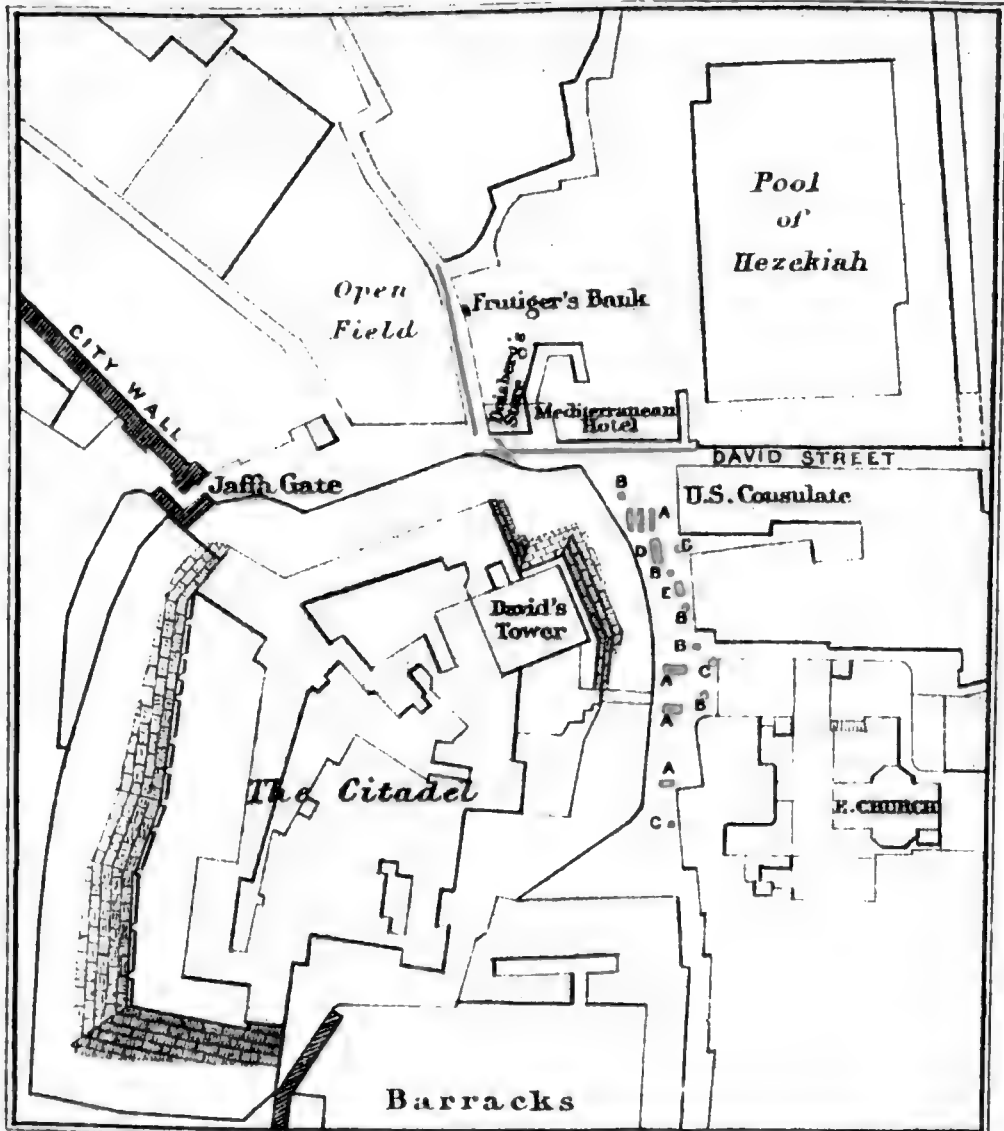 Pool
of
Hezekiah
Open
Field
Frutiger's Bank
CITY WALL
Store
Mediterranean
Hotel
DAVID STREET
Jaffa Gate
U.S. Consulate
B
A
D
C
B
E
B
David's
Tower
B
A
C
B
A
A
The Citadel
E. CHURCH
C
Barracks